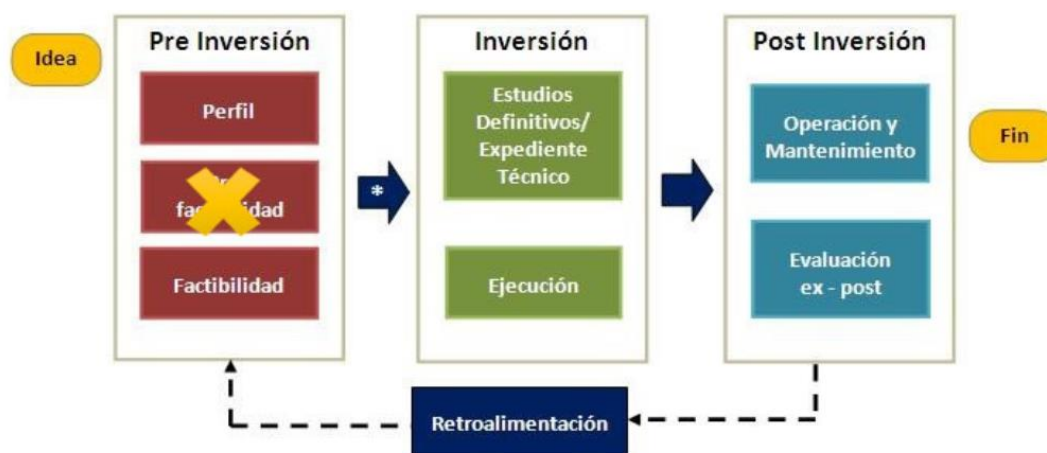 Idea
Pre Inversión
Perfil
Factibilidad
*
Inversión
Estudios
Definitivos/
Expediente
Técnico
Ejecución
Post Inversión
Operación y
Mantenimiento
Evaluación
ex - post
Fin
Retroalimentación